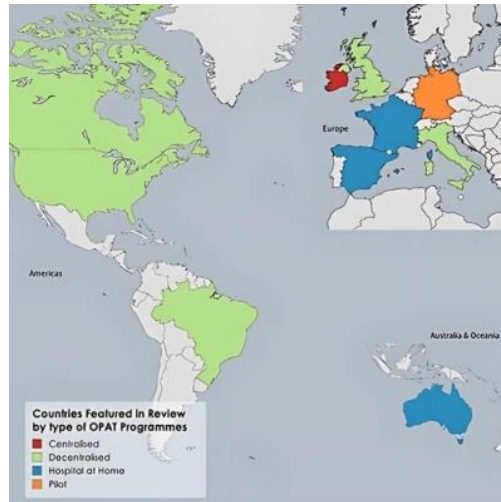 Europe
Americas
Australia & Oceania
Countries Featured in Review
by type of OPAT Programmes
Centralised
Decentralised
Hospital at Home
Pilot